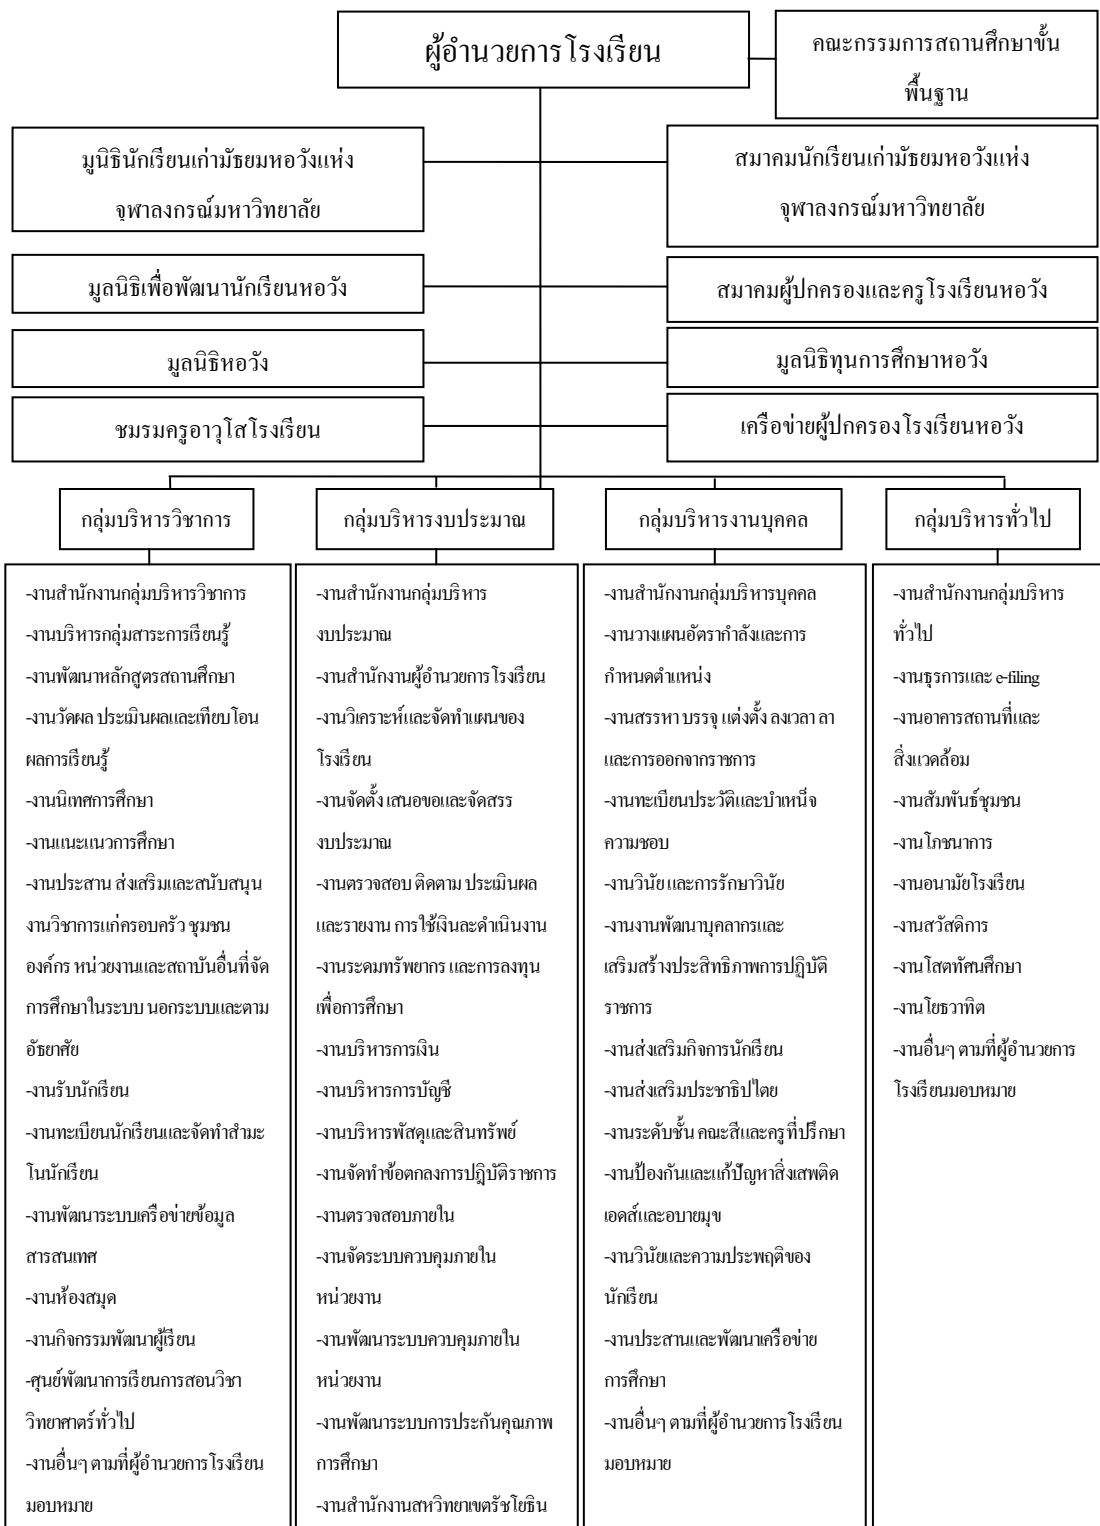 ผู้อำนวยการโรงเรียน
คณะกรรมการสถานศึกษาขั้น
พื้นฐาน
มูนิธินักเรียนเก่ามัธยมหอวังแห่ง
จุฬาลงกรณ์มหาวิทยาลัย
สมาคมนักเรียนเก่ามัธยมหอวังแห่ง
จุฬาลงกรณ์มหาวิทยาลัย
มูลนิธิเพื่อพัฒนานักเรียนหอวัง
สมาคมผู้ปกครองและครูโรงเรียนหอวัง
มูลนิธิหอวัง
มูลนิธิทุนการศึกษาหอวัง
ชมรมครูอาวุโสโรงเรียน
เครือข่ายผู้ปกครองโรงเรียนหอวัง
กลุ่มบริหารวิชาการ
-งานสำนักงานกลุ่มบริหารวิชาการ
-งานบริหารกลุ่มสาระการเรียนรู้
-งานพัฒนาหลักสูตรสถานศึกษา
-งานวัดผล ประเมินผลและเทียบโอน
ผลการเรียนรู้
-งานนิเทศการศึกษา
-งานแนะแนวการศึกษา
-งานประสาน ส่งเสริมและสนับสนุน
งานวิชาการแก่ครอบครัว ชุมชน
องค์กร หน่วยงานและสถาบันอื่นที่จัด
การศึกษาในระบบ นอกระบบและตาม
อัธยาศัย
-งานรับนักเรียน
-งานทะเบียนนักเรียนและจัดทำสำมะ
โนนักเรียน
-งานพัฒนาระบบเครือข่ายข้อมูล
สารสนเทศ
-งานห้องสมุด
-งานกิจกรรมพัฒนาผู้เรียน
-ศูนย์พัฒนาการเรียนการสอนวิชา
วิทยาศาตร์ทั่วไป
-งานอื่นๆ ตามที่ผู้อำนวยการโรงเรียน
มอบหมาย
กลุ่มบริหารงบประมาณ
-งานสำนักงานกลุ่มบริหาร
งบประมาณ
-งานสำนักงานผู้อำนวยการโรงเรียน
-งานวิเคราะห์และจัดทำแผนของ
โรงเรียน
-งานจัดตั้ง เสนอขอและจัดสรร
งบประมาณ
-งานตรวจสอบ ติดตาม ประเมินผล
และรายงาน การใช้เงินละดำเนินงาน
-งานระดมทรัพยากร และการลงทุน
เพื่อการศึกษา
-งานบริหารการเงิน
-งานบริหารการบัญชี
-งานบริหารพัสดุและสินทรัพย์
-งานจัดทำข้อตกลงการปฎิบัติราชการ
-งานตรวจสอบภายใน
-งานจัดระบบควบคุมภายใน
หน่วยงาน
-งานพัฒนาระบบควบคุมภายใน
หน่วยงาน
-งานพัฒนาระบบการประกันคุณภาพ
การศึกษา
-งานสำนักงานสหวิทยาเขตรัชโยธิน
กลุ่มบริหารงานบุคคล
-งานสำนักงานกลุ่มบริหารบุคคล
-งานวางแผนอัตรากำลังและการ
กำหนดตำแหน่ง
-งานสรรหา บรรจุ แต่งตั้ง ลงเวลา ลา
และการออกจากราชการ
-งานทะเบียนประวัติและบำเหน็จ
ความชอบ
-งานวินัย และการรักษาวินัย
-งานงานพัฒนาบุคลากรและ
เสริมสร้างประสิทธิภาพการปฏิบัติ
ราชการ
-งานส่งเสริมกิจการนักเรียน
-งานส่งเสริมประชาธิปไตย
-งานระดับชั้น คณะสีและครูที่ปรึกษา
-งานป้องกันและแก้ปัญหาสิ่งเสพติด
เอดส์และอบายมุข
-งานวินัยและความประพฤติของ
นักเรียน
-งานประสานและพัฒนาเครือข่าย
การศึกษา
-งานอื่นๆ ตามที่ผู้อำนวยการโรงเรียน
มอบหมาย
กลุ่มบริหารทั่วไป
-งานสำนักงานกลุ่มบริหาร
ทั่วไป
-งานธุรการและ e-filing
-งานอาคารสถานที่และ
สิ่งแวดล้อม
-งานสัมพันธ์ชุมชน
-งานโภชนาการ
-งานอนามัยโรงเรียน
-งานสวัสดิการ
-งานโสตทัศนศึกษา
-งานโยธวาทิต
-งานอื่นๆ ตามที่ผู้อำนวยการ
โรงเรียนมอบหมาย